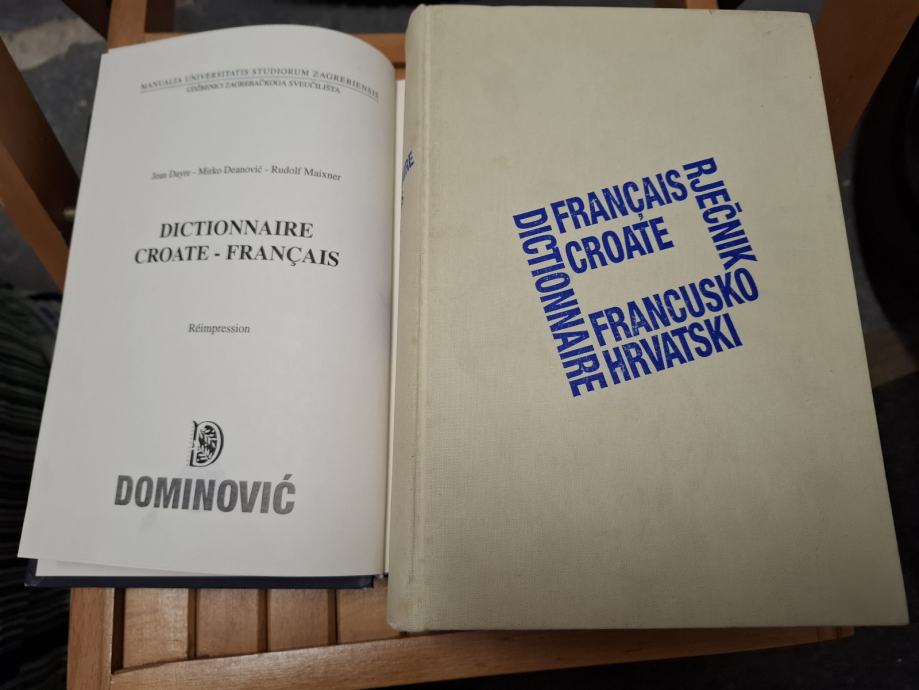 MANUALIA UNIVERSITATIS STUDIORUM ZAGREBIENSIS
UDŽBENICI ZAGREBAČKOGA SVEUČILIŠTA
Jean Dayre - Mirko Deanović - Rudolf Maixner
DICTIONNAIRE
CROATE - FRANÇAIS
Réimpression
D
DOMINOVIĆ
DICTIONNAIRE
FRANÇAIS
CROATE
RJEČNIK
FRANCUSKO
HRVATSKI